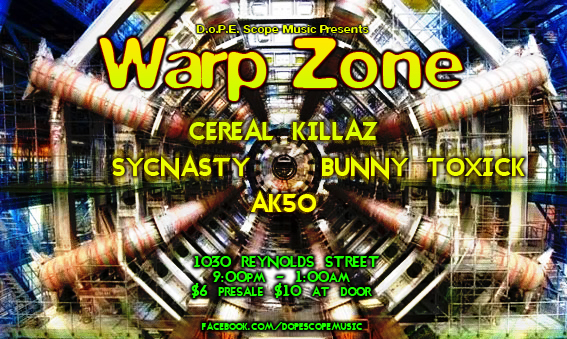 D.o.P.E. Scope Music Presents
Warp Zone
CEREAL KILLAZ
SYCNASTY BUNNY TOXICK
AK50
1030 REYNOLDS STREET
9:00PM - 1:00AM
$6 PRESALE $10 AT DOOR
FACEBOOK.COM/DOPESCOPEMUSIC